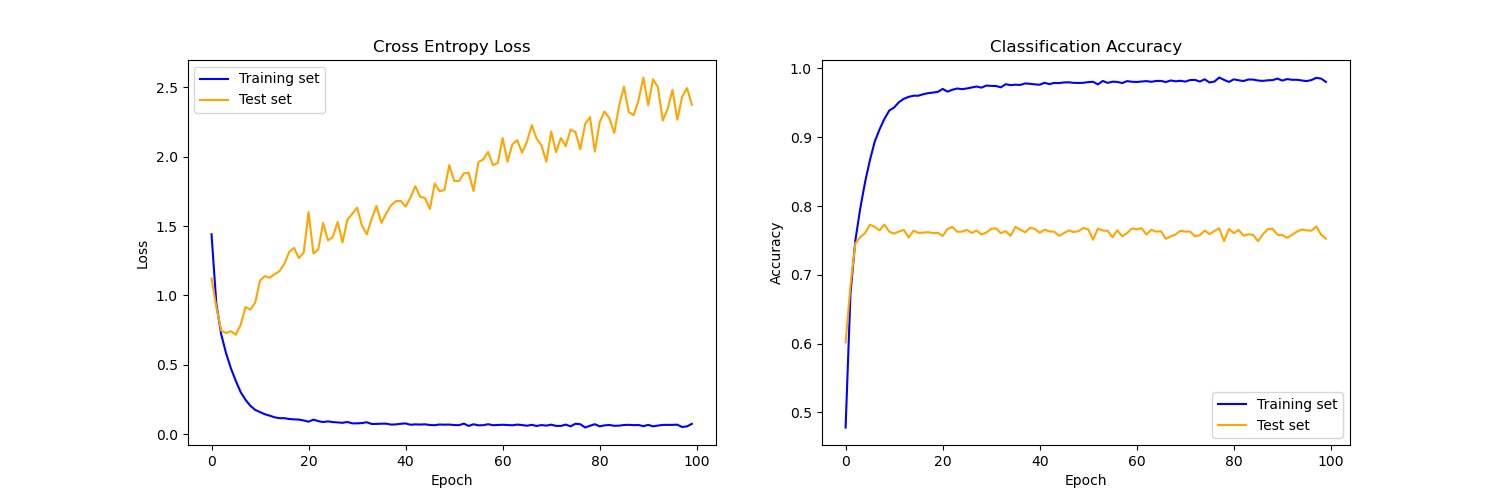 Cross Entropy Loss
Training set
Test set
2.5
2.0
1.5
1.0
0.5
0.0
Loss
0
20
40
60
80
100
Epoch
Classification Accuracy
1.0
0.9
0.8
0.7
0.6
0.5
Accuracy
Training set
Test set
0
20
40
60
80
100
Epoch